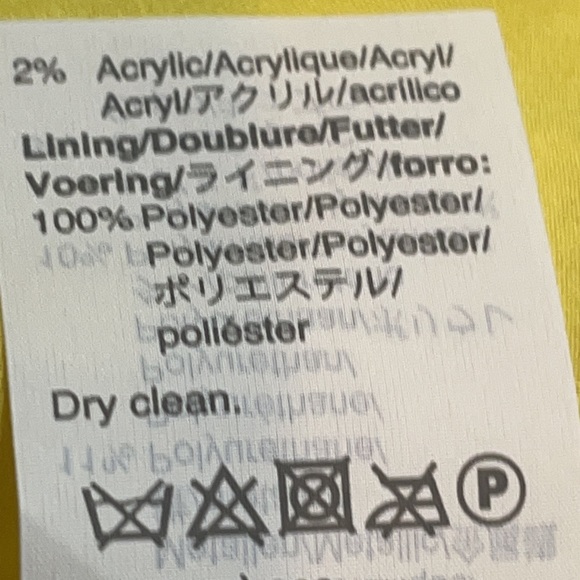 2% Acrylic/Acrylique/Acryl/
Acryl/アクリル/acrílico
Lining/Doublure/Futter/
Voering/ライニング/forro:
100% Polyester/Polyester/
Polyester/Polyester/
ポリエステル/
poliéster
Dry clean.
P